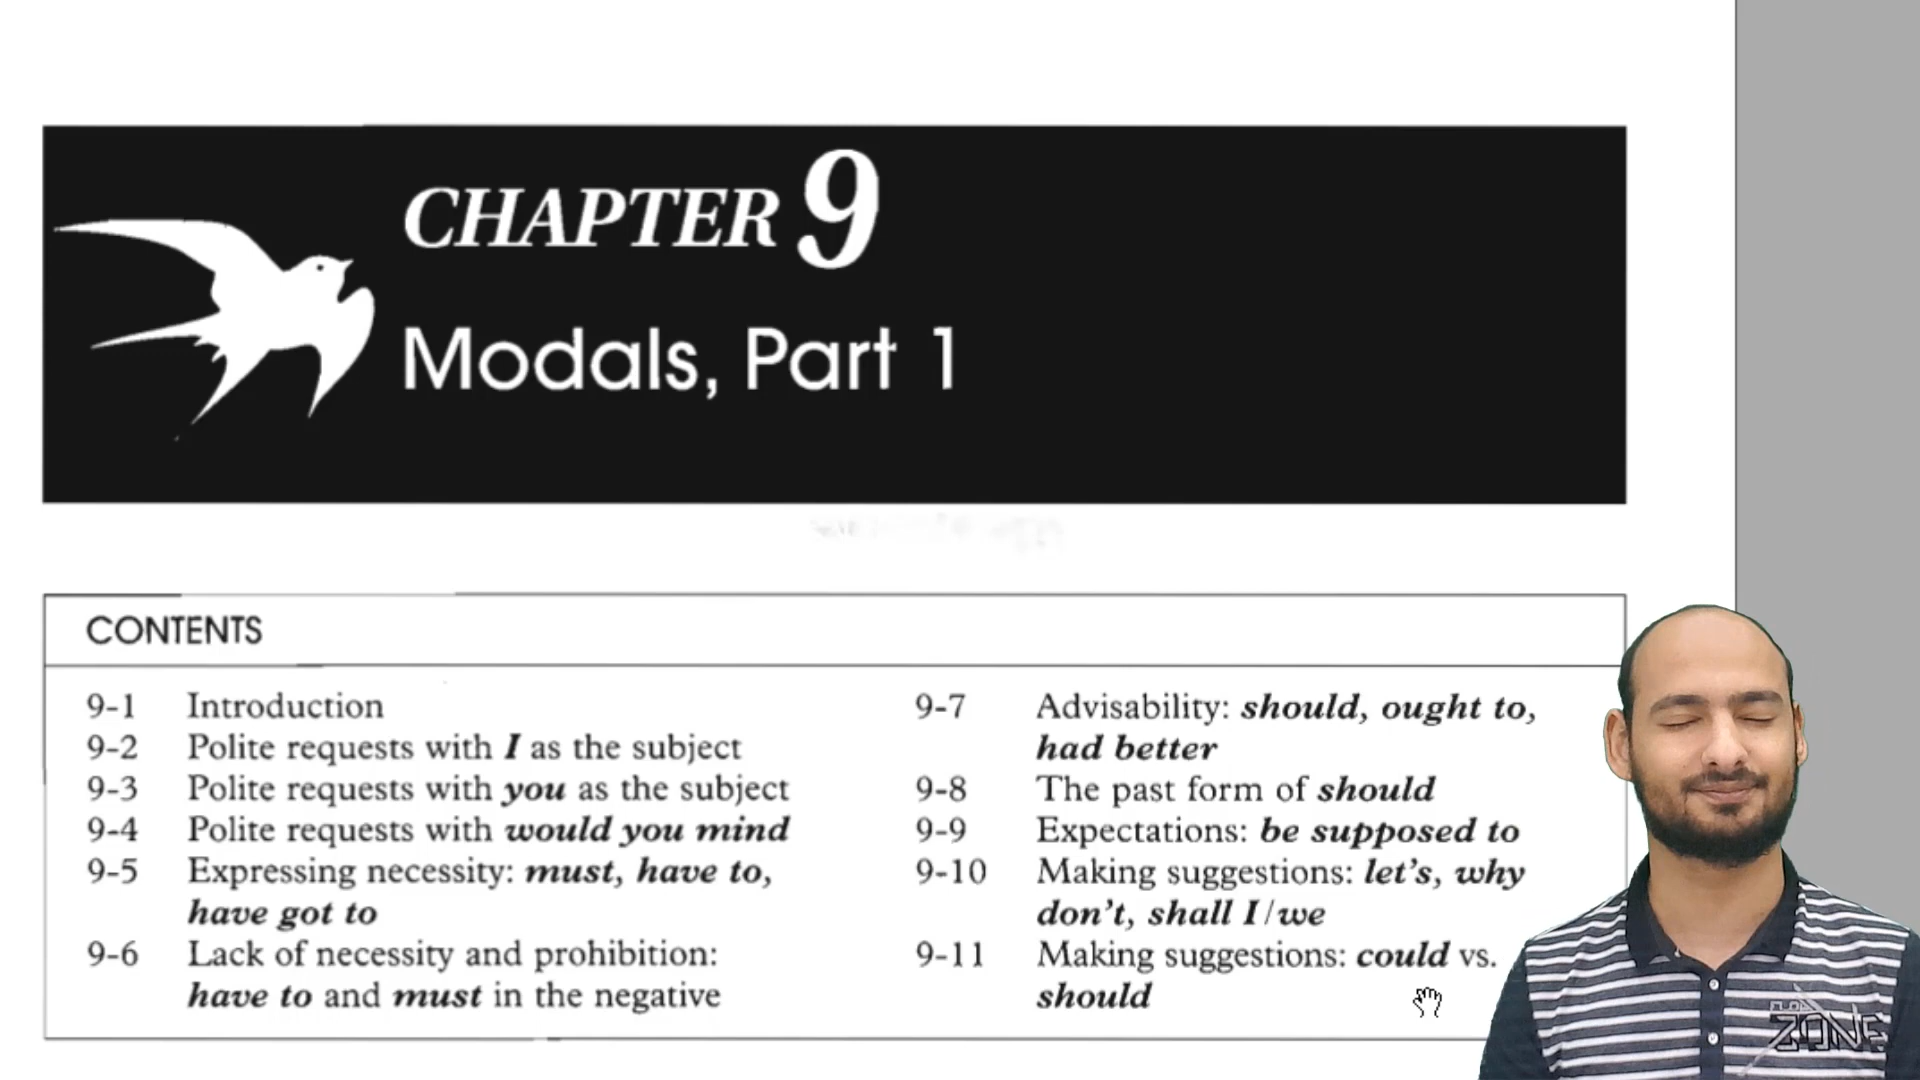 CHAPTER 9
Modals, Part 1
CONTENTS
9-1 Introduction
9-2 Polite requests with I as the subject
9-3 Polite requests with you as the subject
9-4 Polite requests with would you mind
9-5 Expressing necessity: must, have to,
have got to
9-6 Lack of necessity and prohibition:
have to and must in the negative
9-7 Advisability: should, ought to,
had better
9-8 The past form of should
9-9 Expectations: be supposed to
9-10 Making suggestions: let's, why
don't, shall I/we
9-11 Making suggestions: could vs.
should
ZONE